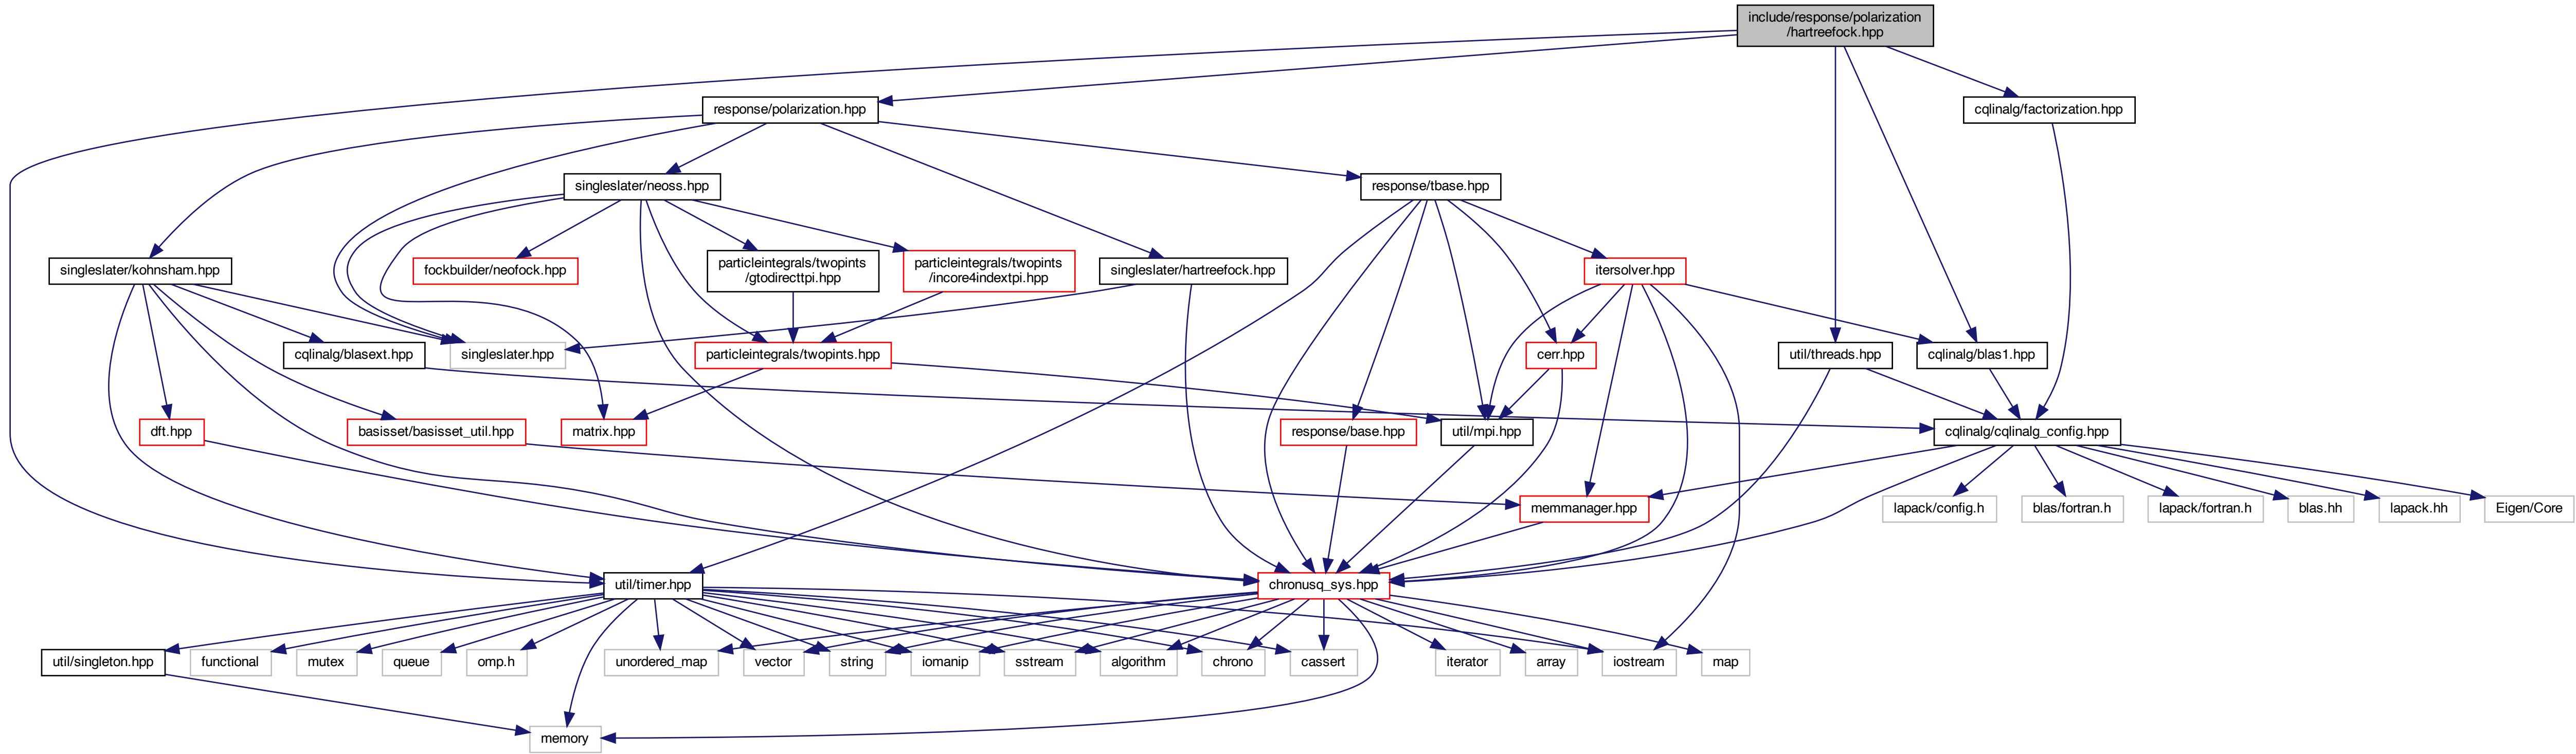 include/response/polarization
/hartreefock.hpp
response/polarization.hpp
cqlinalg/factorization.hpp
singleslater/neoss.hpp
response/tbase.hpp
singleslater/kohnsham.hpp
fockbuilder/neofock.hpp
particleintegrals/twopints
/gtodirecttpi.hpp
particleintegrals/twopints
/incore4indextpi.hpp
singleslater/hartreefock.hpp
itersolver.hpp
cqlinalg/blasext.hpp
singleslater.hpp
particleintegrals/twopints.hpp
cerr.hpp
util/threads.hpp
cqlinalg/blas1.hpp
dft.hpp
basisset/basisset_util.hpp
matrix.hpp
response/base.hpp
util/mpi.hpp
cqlinalg/cqlinalg_config.hpp
memmanager.hpp
lapack/config.h
blas/fortran.h
lapack/fortran.h
blas.hh
lapack.hh
Eigen/Core
util/timer.hpp
chronusq_sys.hpp
util/singleton.hpp
functional
mutex
queue
omp.h
unordered_map
vector
string
iomanip
sstream
algorithm
chrono
cassert
iterator
array
iostream
map
memory